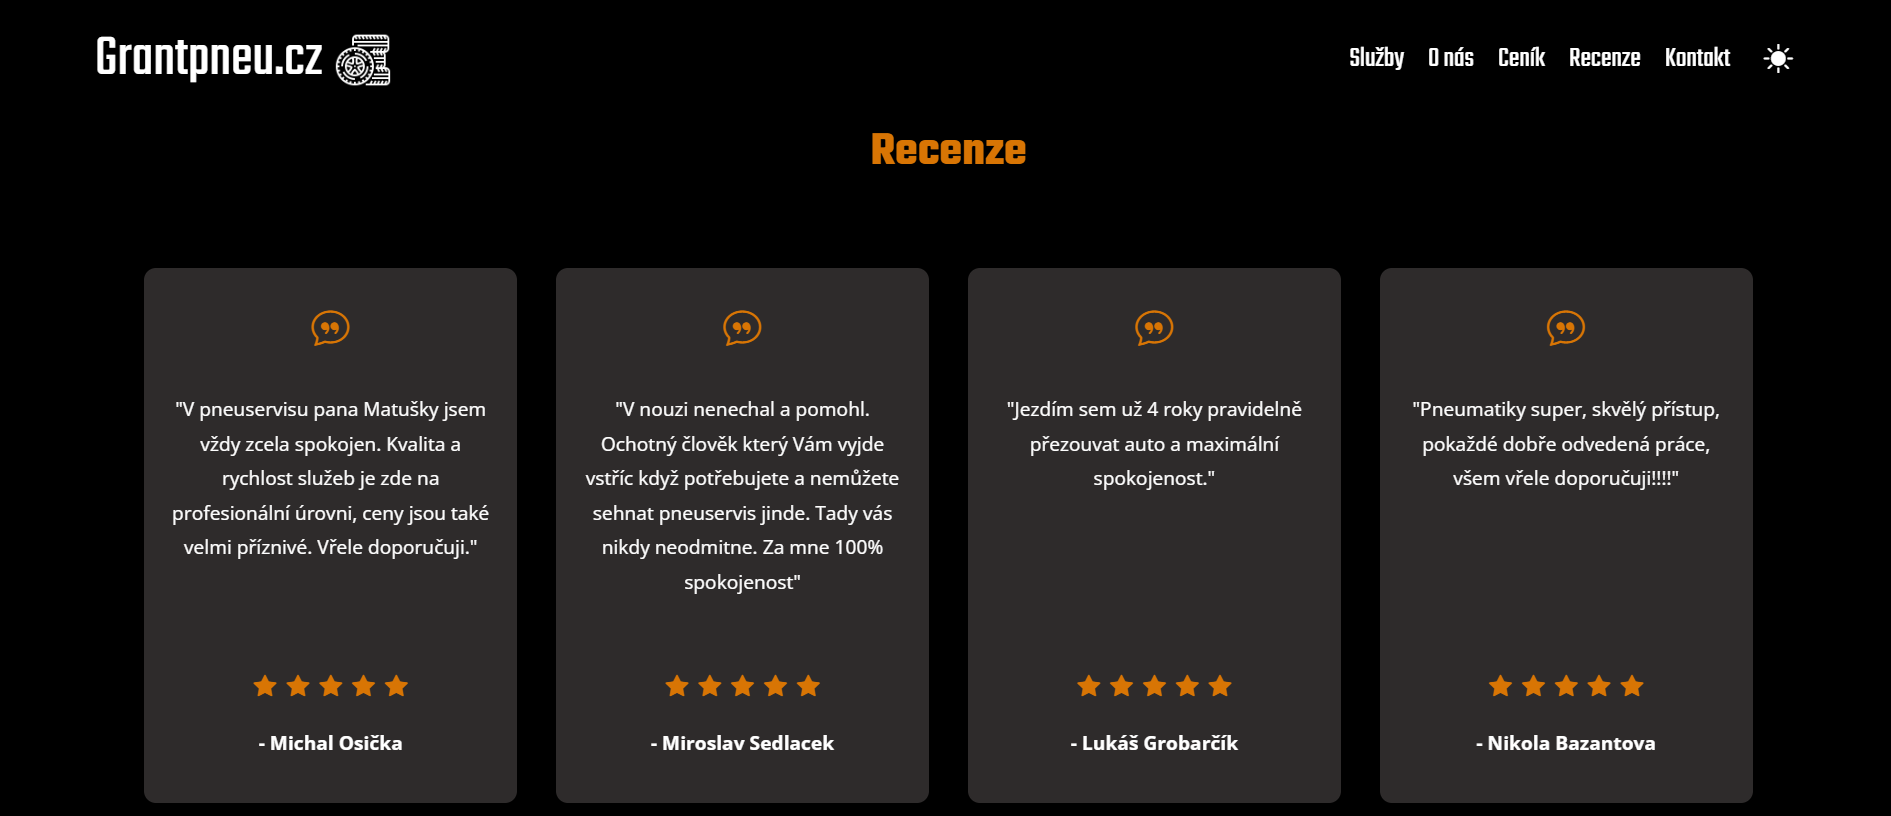 Grantpneu.cz
Služby O nás Ceník Recenze Kontakt
Recenze
"V pneuservisu pana Matušky jsem
vždy zcela spokojen. Kvalita a
rychlost služeb je zde na
profesionální úrovni, ceny jsou také
velmi příznivé. Vřele doporučuji."
- Michal Osička
"V nouzi nenechal a pomohl.
Ochotný člověk který Vám vyjde
vstříc když potřebujete a nemůžete
sehnat pneuservis jinde. Tady vás
nikdy neodmitne. Za mne 100%
spokojenost"
- Miroslav Sedlacek
"Jezdím sem už 4 roky pravidelně
přezouvat auto a maximální
spokojenost."
- Lukáš Grobarčík
"Pneumatiky super, skvělý přístup,
pokaždé dobře odvedená práce,
všem vřele doporučuji!!!!"
- Nikola Bazantova